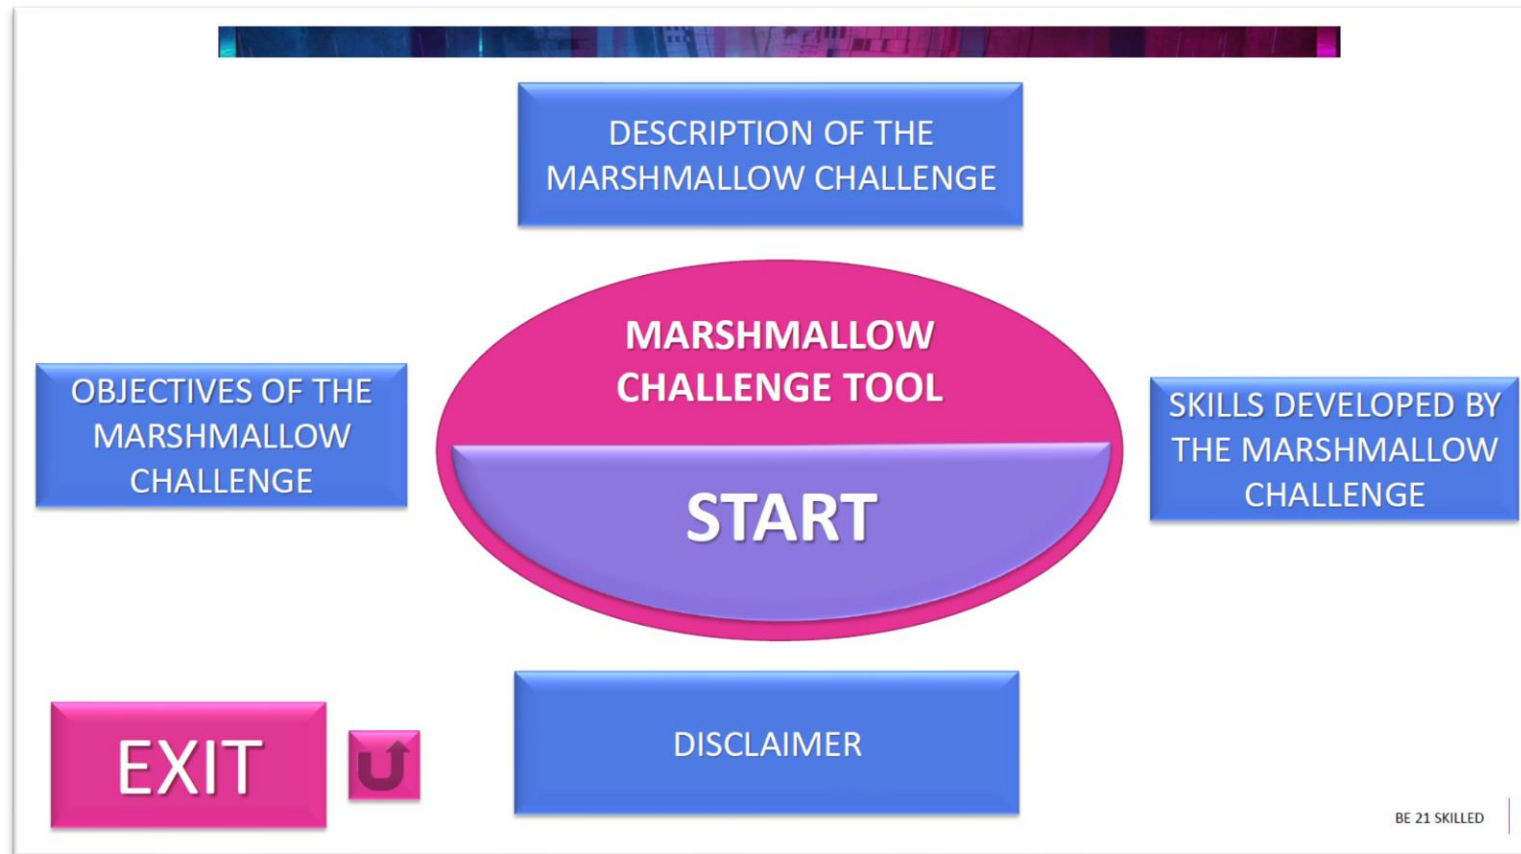 DESCRIPTION OF THE
MARSHMALLOW CHALLENGE
MARSHMALLOW
CHALLENGE TOOL
START
OBJECTIVES OF THE
MARSHMALLOW
CHALLENGE
SKILLS DEVELOPED BY
THE MARSHMALLOW
CHALLENGE
DISCLAIMER
EXIT
BE 21 SKILLED